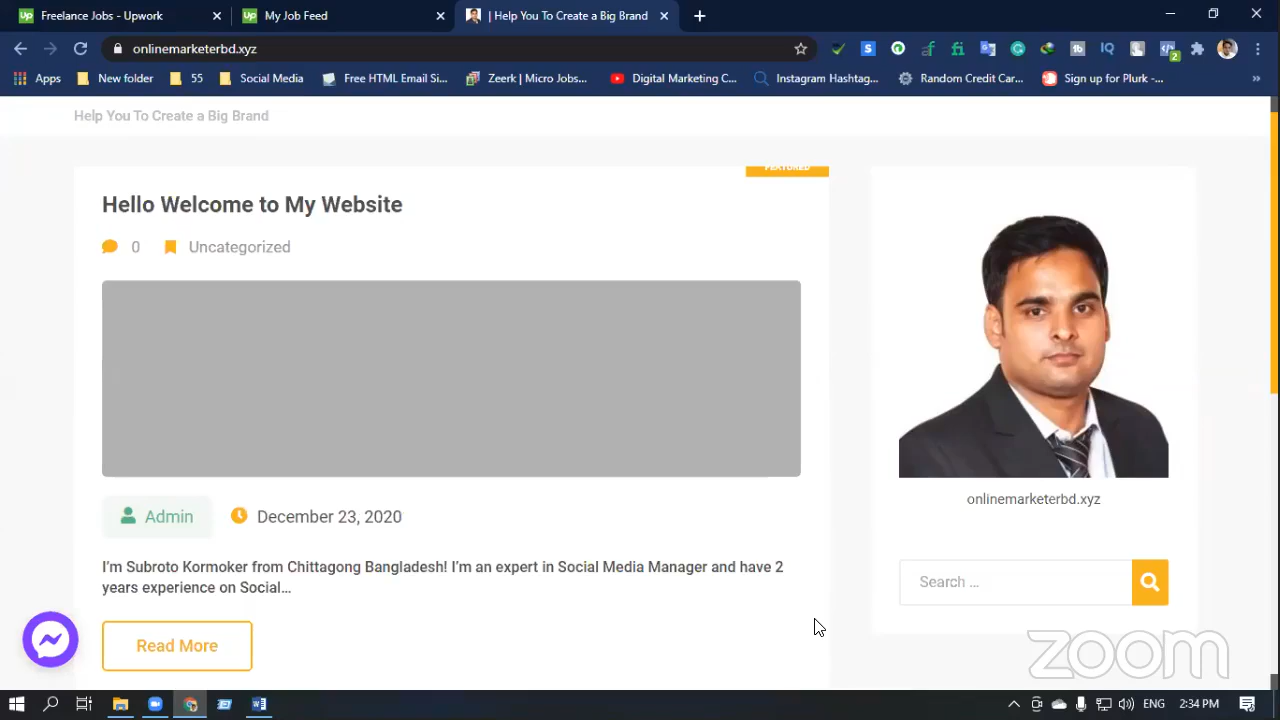 Up Freelance Jobs - Upwork
Up My Job Feed
| Help You To Create a Big Brand
onlinemarketerbd.xyz
Apps
New folder
55
Social Media
Free HTML Email Si...
Zeerk | Micro Jobs...
Digital Marketing C...
Instagram Hashtag...
Random Credit Car...
Sign up for Plurk -...
Help You To Create a Big Brand
FEATURED
Hello Welcome to My Website
0 Uncategorized
Admin December 23, 2020
I'm Subroto Kormoker from Chittagong Bangladesh! I'm an expert in Social Media Manager and have 2
years experience on Social...
Read More
onlinemarketerbd.xyz
Search ...
zoom
ENG 2:34 PM